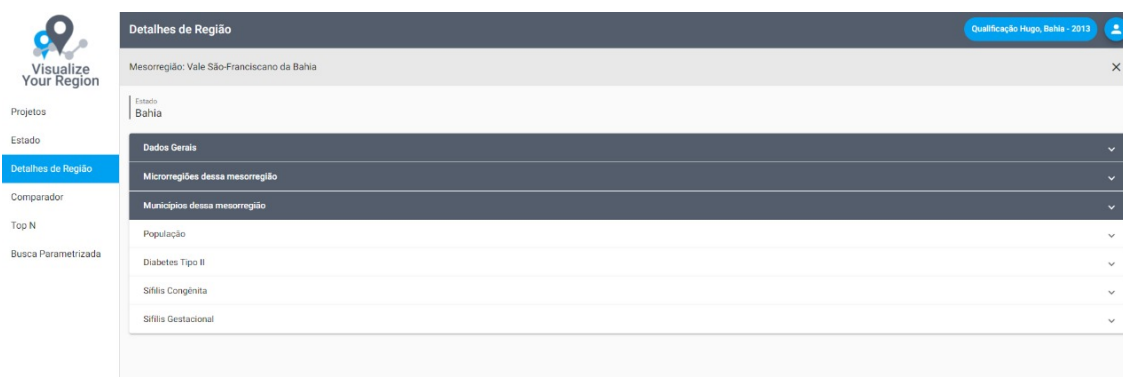 Visualize
Your Region
Projetos
Estado
Detalhes de Região
Comparador
Top N
Busca Parametrizada
Detalhes de Região
Qualificação Hugo, Bahia - 2013
Mesorregião: Vale São-Franciscano da Bahia
Estado
Bahia
Dados Gerais
Microrregiões dessa mesorregião
Municípios dessa mesorregião
População
Diabetes Tipo II
Sífilis Congênita
Sífilis Gestacional